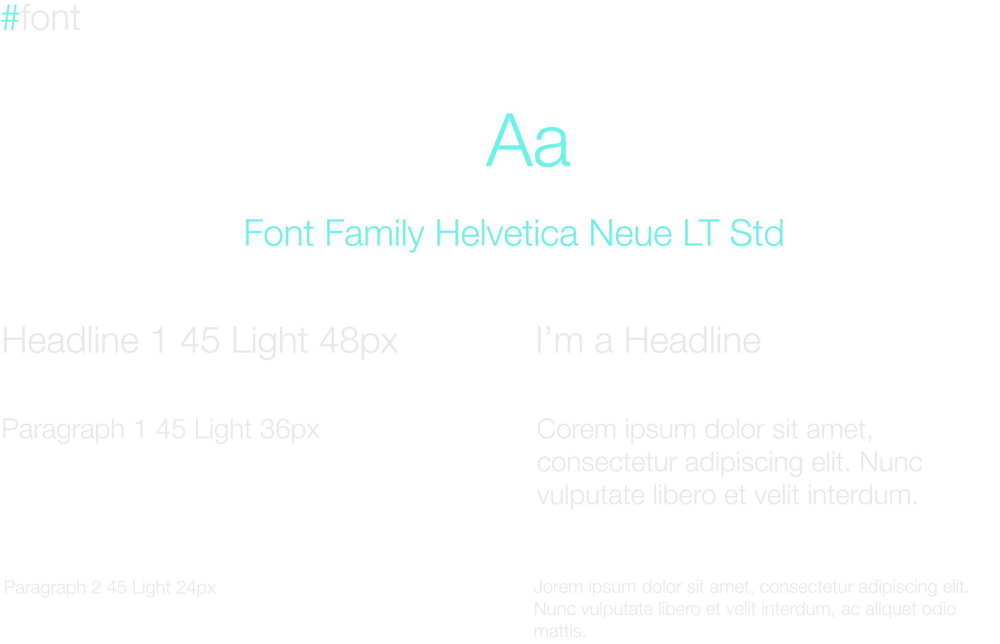 #font
Aa
Font Family Helvetica Neue LT Std
Headline 1 45 Light 48px
I'm a Headline
Paragraph 1 45 Light 36px
Corem ipsum dolor sit amet,
consectetur adipiscing elit. Nunc
vulputate libero et velit interdum.
Paragraph 2 45 Light 24px
Jorem ipsum dolor sit amet, consectetur adipiscing elit.
Nunc vulputate libero et velit interdum, ac aliquet odio
mattis.